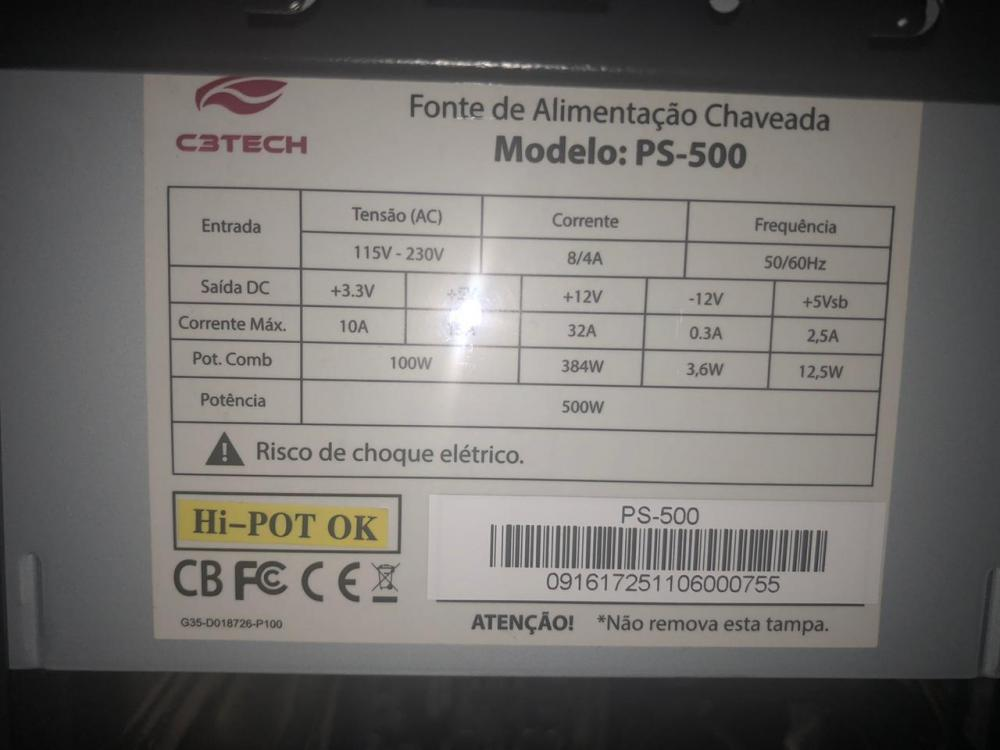 C3TECH
Fonte de Alimentação Chaveada
Modelo: PS-500
Entrada Tensão (AC) Corrente Frequência
115V - 230V 8/4A 50/60Hz
Saída DC +3.3V +5V +12V -12V +5Vsb
Corrente Máx. 10A 32A 0.3A 2,5A
Pot. Comb 100W 384W 3,6W 12,5W
Potência 500W
Risco de choque elétrico.
Hi-POT OK
PS-500
091617251106000755
CB FC CE
G35-D018726-P100
ATENÇÃO! *Não remova esta tampa.